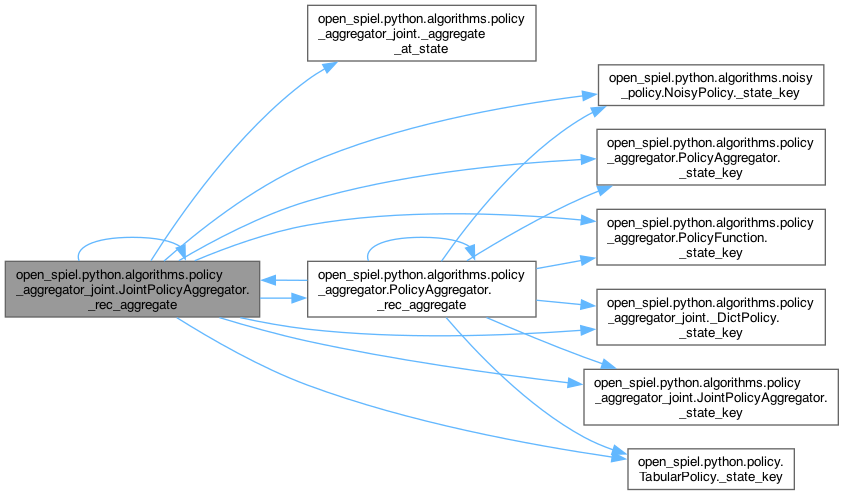 open_spiel.python.algorithms.policy
_aggregator_joint._aggregate
_at_state
open_spiel.python.algorithms.noisy
_policy.NoisyPolicy._state_key
open_spiel.python.algorithms.policy
_aggregator.PolicyAggregator.
_state_key
open_spiel.python.algorithms.policy
_aggregator.PolicyFunction.
_state_key
open_spiel.python.algorithms.policy
_aggregator_joint.JointPolicyAggregator.
_rec_aggregate
open_spiel.python.algorithms.policy
_aggregator.PolicyAggregator.
_rec_aggregate
open_spiel.python.algorithms.policy
_aggregator_joint._DictPolicy.
_state_key
open_spiel.python.algorithms.policy
_aggregator_joint.JointPolicyAggregator.
_state_key
open_spiel.python.policy.
TabularPolicy._state_key